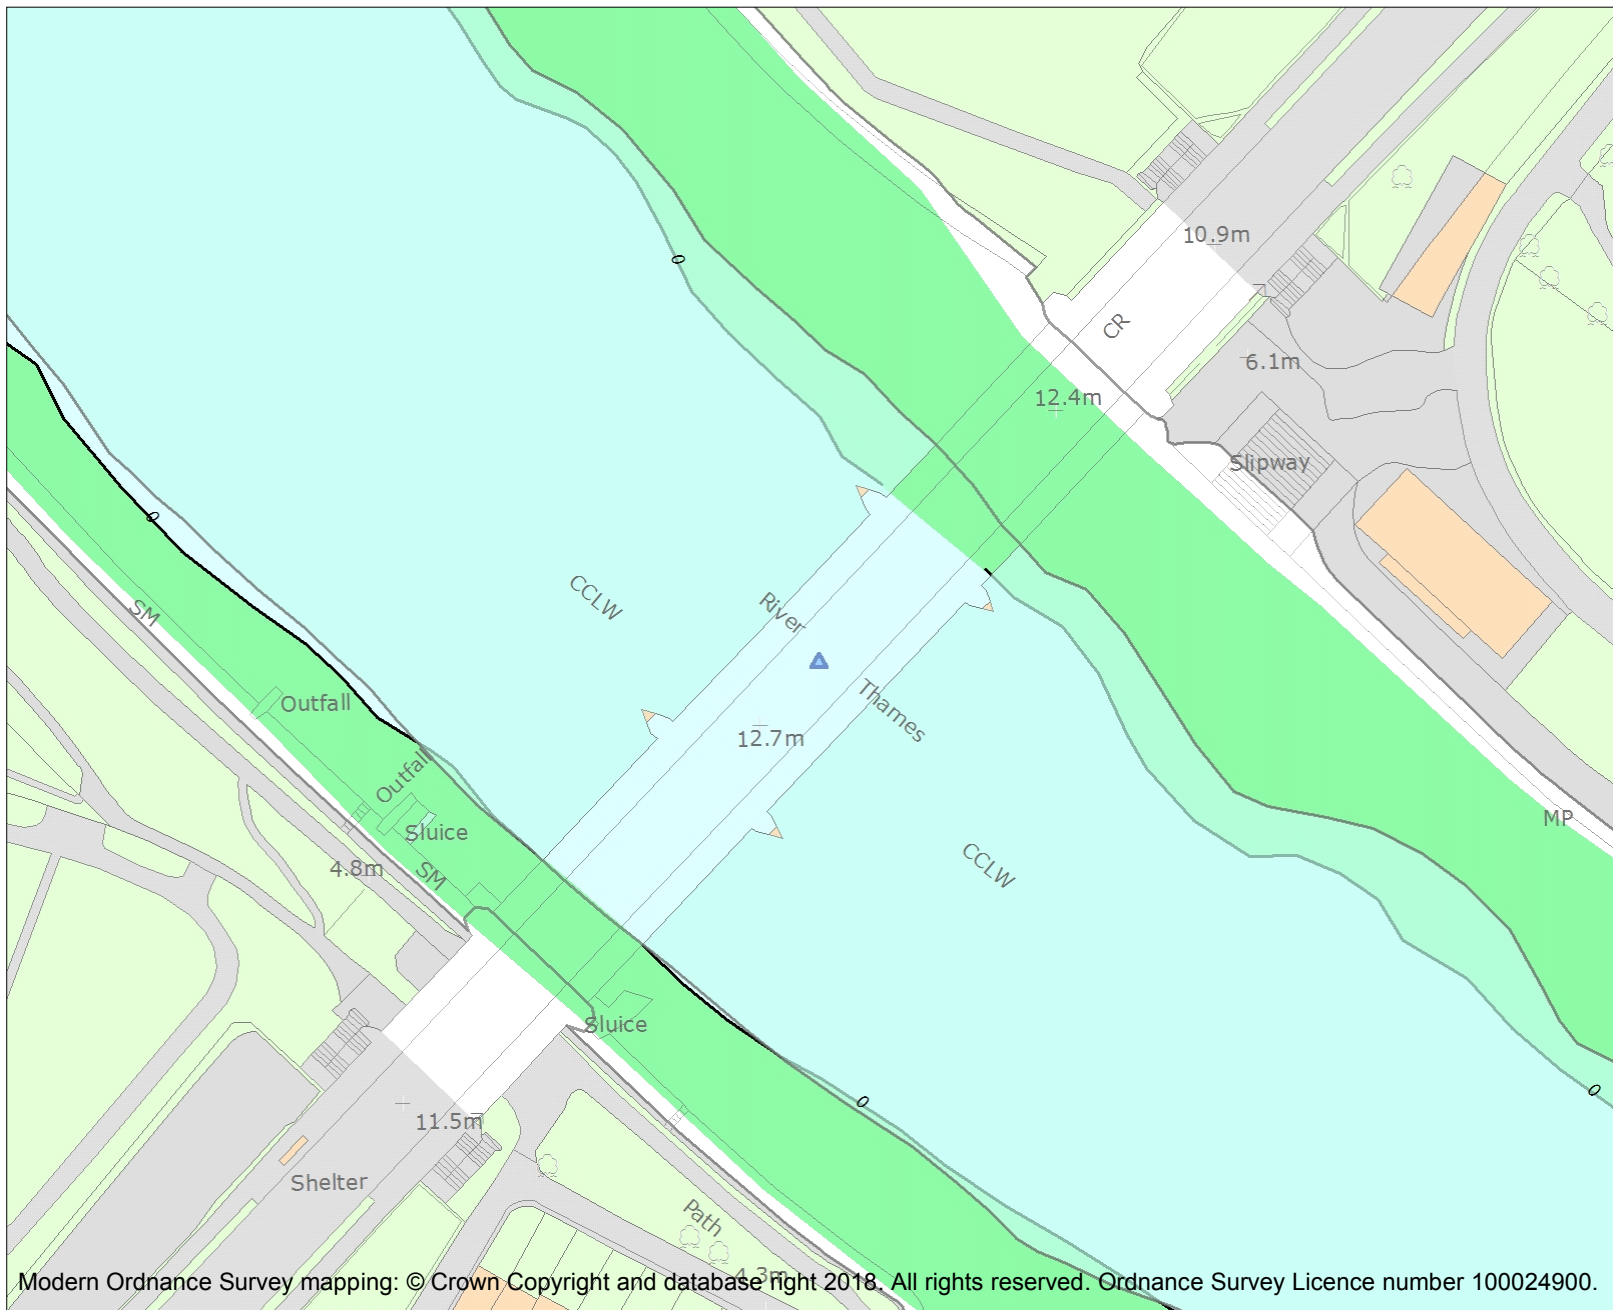 10.9m
0
CR
6.1m
12.4m
Slipway
0
CCLW
River
SM
Thames
Outfall
12.7m
Outfall
MP
Sluice
4.8m
SM
CCLW
Sluice
0
0
11.5m
Shelter
Path
4.3m
Modern Ordnance Survey mapping: © Crown Copyright and database right 2018. All rights reserved. Ordnance Survey Licence number 100024900.